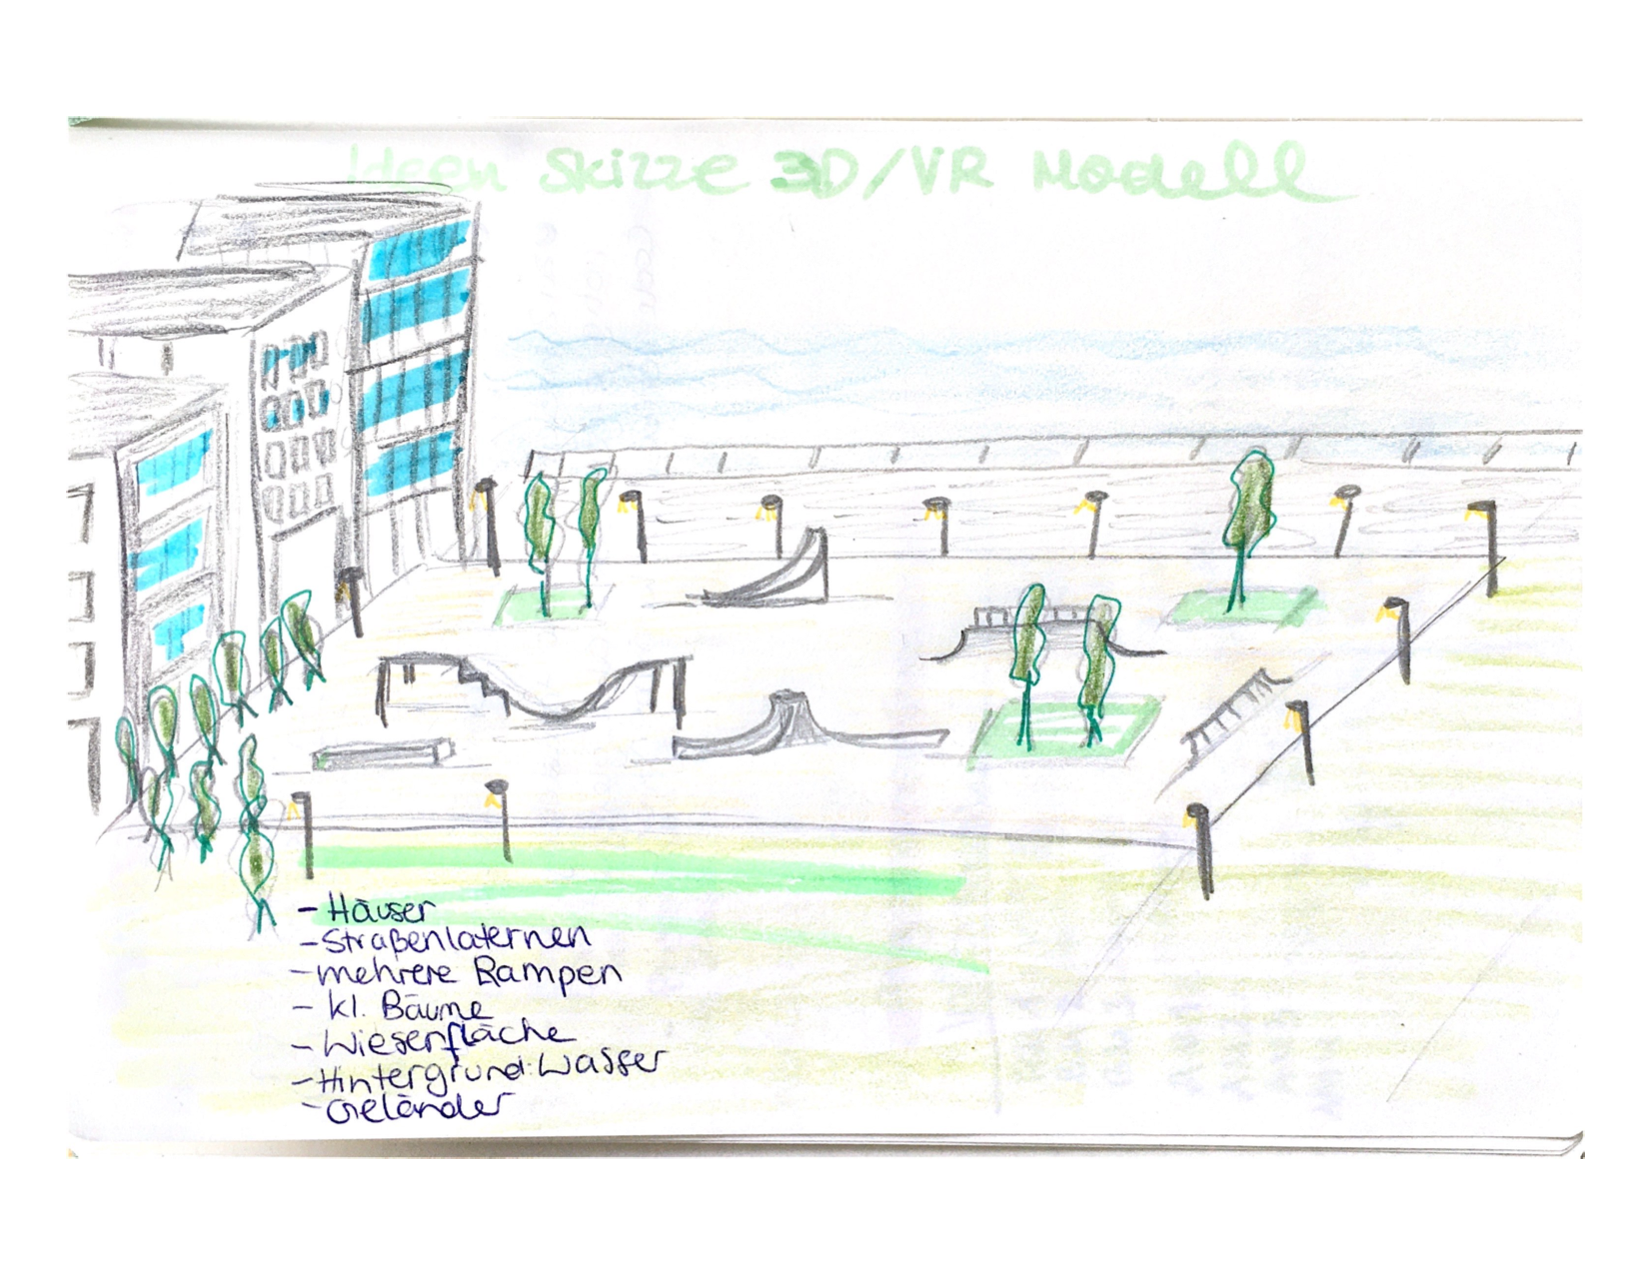 Ideen Skizze 3D/VR Modell
- Häuser
- Straßenlaternen
- mehrere Rampen
- kl. Bäume
- Wiesenfläche
- Hintergrund: Wasser
- Geländer